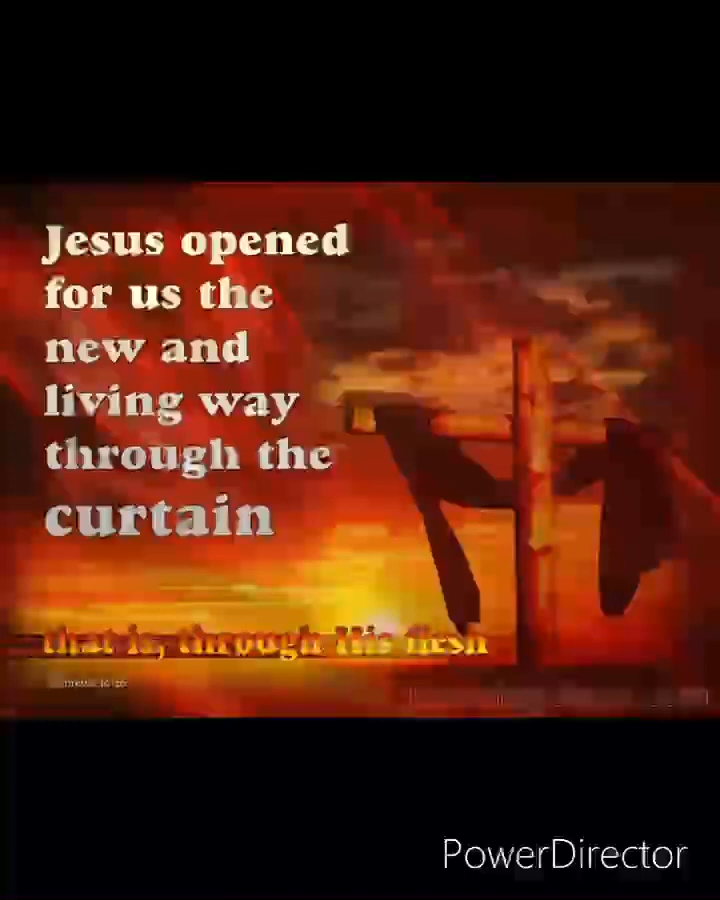 Jesus opened
for us the
new and
living way
through the
curtain
that is, through His flesh
PowerDirector